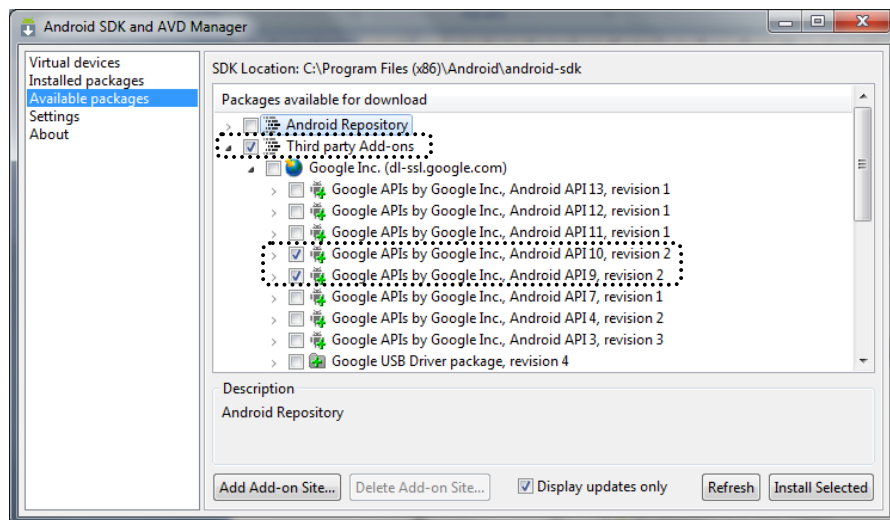 Android SDK and AVD Manager
Virtual devices
Installed packages
Available packages
Settings
About
SDK Location: C:\Program Files (x86)\Android\android-sdk
Packages available for download
Android Repository
Third party Add-ons
Google Inc. (dl-ssl.google.com)
Google APIs by Google Inc., Android API 13, revision 1
Google APIs by Google Inc., Android API 12, revision 1
Google APIs by Google Inc., Android API 11, revision 1
Google APIs by Google Inc., Android API 10, revision 2
Google APIs by Google Inc., Android API 9, revision 2
Google APIs by Google Inc., Android API 7, revision 1
Google APIs by Google Inc., Android API 4, revision 2
Google APIs by Google Inc., Android API 3, revision 3
Google USB Driver package, revision 4
Description
Android Repository
Add Add-on Site... Delete Add-on Site... Display updates only Refresh Install Selected